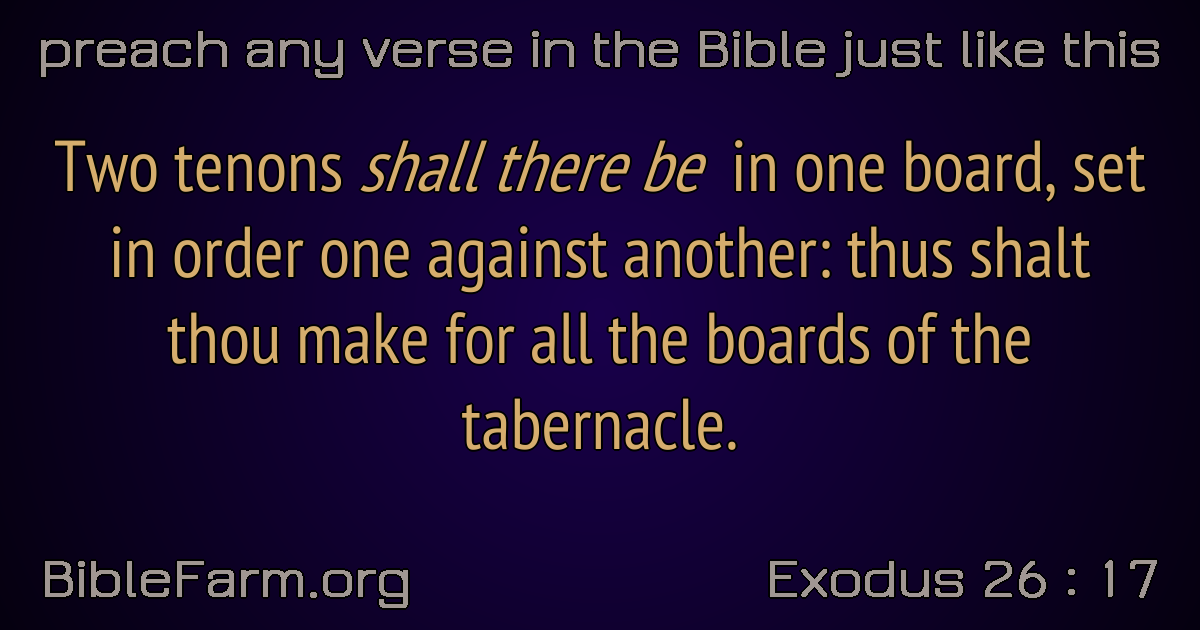 preach any verse in the Bible just like this
Two tenons shall there be in one board, set
in order one against another: thus shalt
thou make for all the boards of the
tabernacle.
BibleFarm.org
Exodus 26 : 17